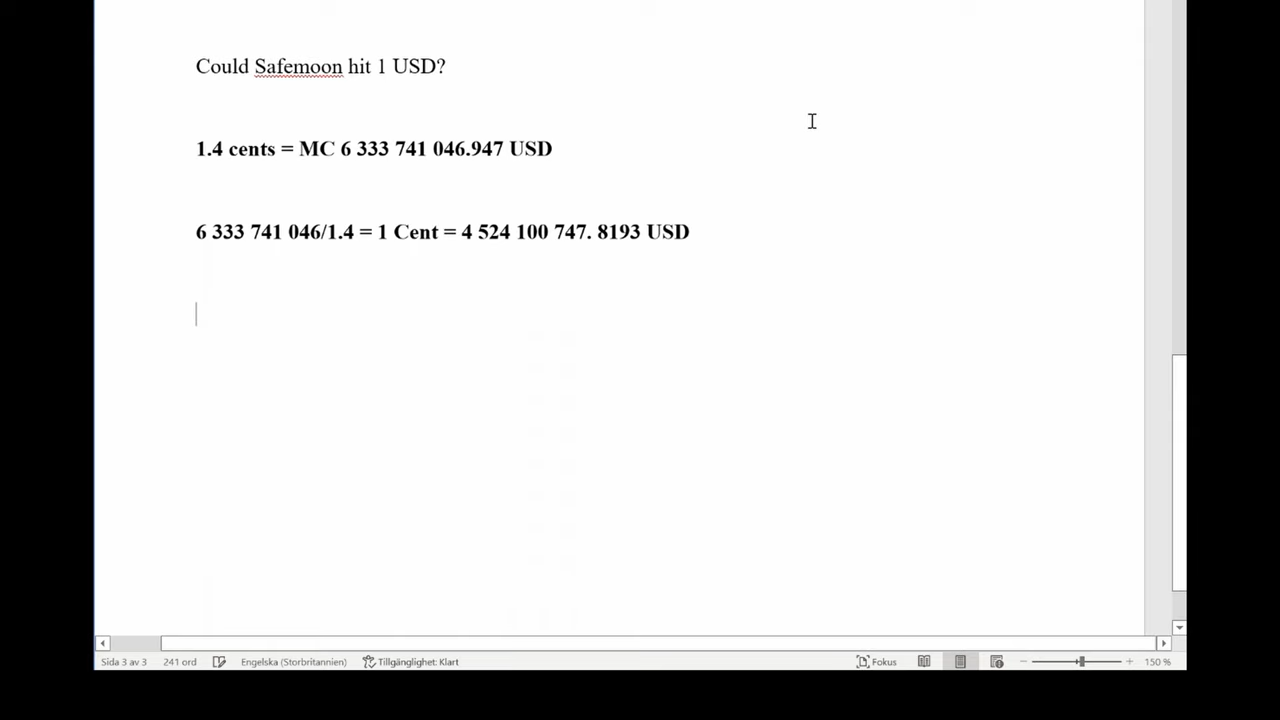 Could Safemoon hit 1 USD?
1.4 cents = MC 6 333 741 046.947 USD
6 333 741 046/1.4 = 1 Cent = 4 524 100 747. 8193 USD
Sida 3 av 3 241 ord Engelska (Storbritannien) Tillgänglighet: Klart Fokus 150 %